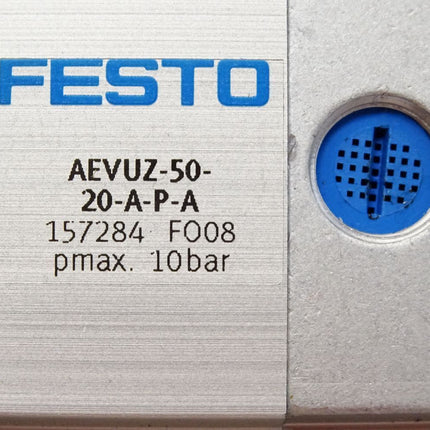 FESTO
AEVUZ-50-
20-A-P-A
157284 F008
pmax. 10bar